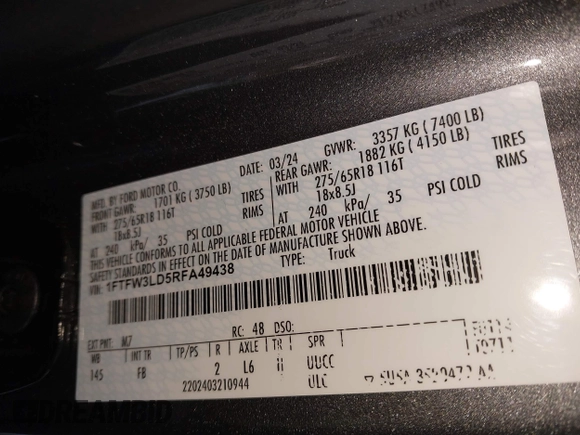 MFD. BY FORD MOTOR CO.
DATE: 03/24
GVWR: 3357 KG ( 7400 LB)
FRONT GAWR: 1701 KG ( 3750 LB)
REAR GAWR: 1882 KG ( 4150 LB)
WITH 275/65R18 116T TIRES
WITH 275/65R18 116T TIRES
18x8.5J RIMS
18x8.5J RIMS
AT 240 kPa/ 35 PSI COLD
AT 240 kPa/ 35 PSI COLD
THIS VEHICLE CONFORMS TO ALL APPLICABLE FEDERAL MOTOR VEHICLE
SAFETY STANDARDS IN EFFECT ON THE DATE OF MANUFACTURE SHOWN ABOVE.
VIN: 1FTFW3LD5RFA49438
TYPE: Truck
EXT PNT: M7
RC: 48 DSO:
WB INT TR TP/PS R AXLE TR SPR
145 FB 2 L6 UUCC
2202403210944
ULC
DREAMBID